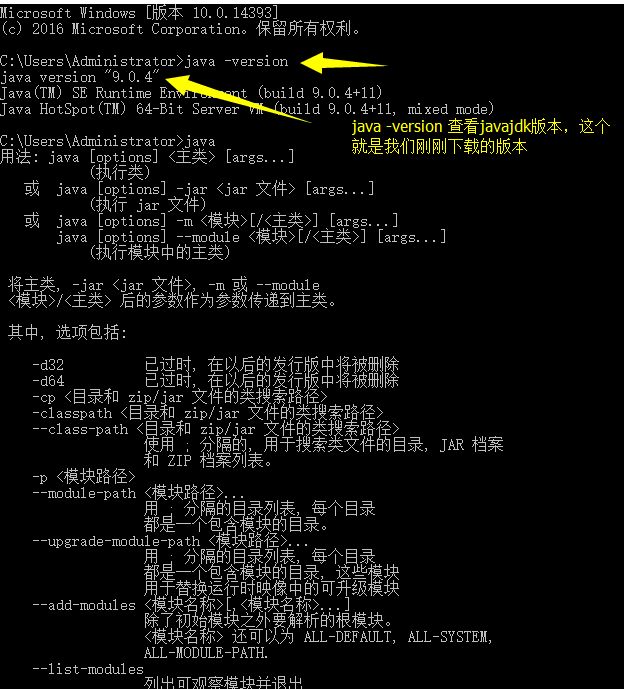 Microsoft Windows [版本 10.0.14393]
(c) 2016 Microsoft Corporation。保留所有权利。
C:\Users\Administrator>java -version
java version "9.0.4"
Java(TM) SE Runtime Environment (build 9.0.4+11)
Java HotSpot(TM) 64-Bit Server VM (build 9.0.4+11, mixed mode)
java -version 查看javajdk版本，这个
就是我们刚刚下载的版本
C:\Users\Administrator>java
用法: java [options] <主类> [args...]
(执行类)
或 java [options] -jar <jar 文件> [args...]
(执行 jar 文件)
或 java [options] -m <模块>[/<主类>] [args...]
java [options] --module <模块>[/<主类>] [args...]
(执行模块中的主类)
将主类, -jar <jar 文件>, -m 或 --module
<模块>/<主类> 后的参数作为参数传递到主类。
其中, 选项包括:
-d32 已过时, 在以后的发行版中将被删除
-d64 已过时, 在以后的发行版中将被删除
-cp <目录和 zip/jar 文件的类搜索路径>
-classpath <目录和 zip/jar 文件的类搜索路径>
--class-path <目录和 zip/jar 文件的类搜索路径>
使用 ; 分隔的, 用于搜索类文件的目录, JAR 档案
和 ZIP 档案列表。
-p <模块路径>
--module-path <模块路径>...
用 ; 分隔的目录列表, 每个目录
都是一个包含模块的目录。
--upgrade-module-path <模块路径>...
用 ; 分隔的目录列表, 每个目录
都是一个包含模块的目录, 这些模块
用于替换运行时映像中的可升级模块
--add-modules <模块名称>[,<模块名称>...]
除了初始模块之外要解析的根模块。
<模块名称> 还可以为 ALL-DEFAULT, ALL-SYSTEM,
ALL-MODULE-PATH.
--list-modules
列出可观察模块并退出